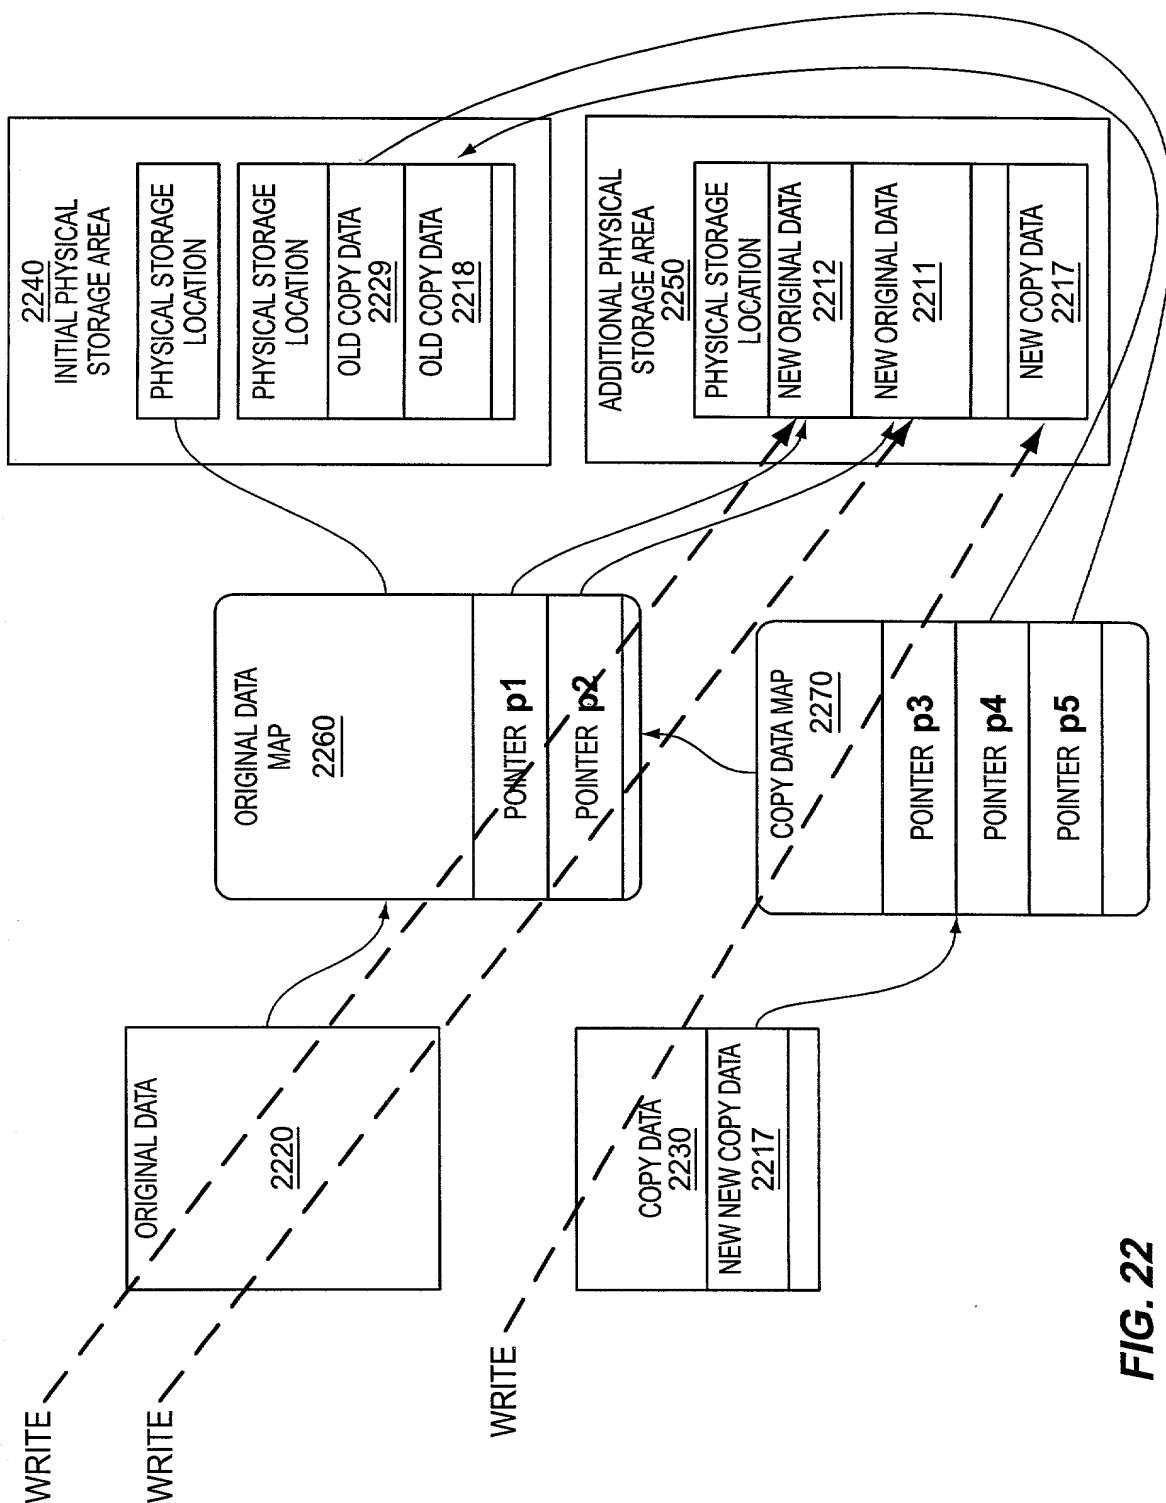 WRITE
WRITE
WRITE
ORIGINAL DATA
2220
COPY DATA
2230
NEW NEW COPY DATA
2217
ORIGINAL DATA
MAP
2260
POINTER p1
POINTER p2
COPY DATA MAP
2270
POINTER p3
POINTER p4
POINTER p5
2240
INITIAL PHYSICAL
STORAGE AREA
PHYSICAL STORAGE
LOCATION
PHYSICAL STORAGE
LOCATION
OLD COPY DATA
2229
OLD COPY DATA
2218
ADDITIONAL PHYSICAL
STORAGE AREA
2250
PHYSICAL STORAGE
LOCATION
NEW ORIGINAL DATA
2212
NEW ORIGINAL DATA
2211
NEW COPY DATA
2217
FIG. 22